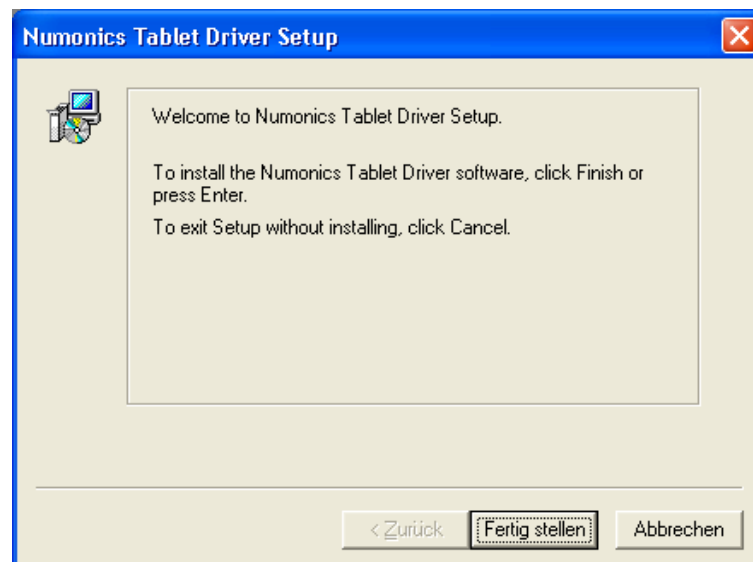 Numonics Tablet Driver Setup
Welcome to Numonics Tablet Driver Setup.
To install the Numonics Tablet Driver software, click Finish or
press Enter.
To exit Setup without installing, click Cancel.
< Zurück Fertig stellen Abbrechen